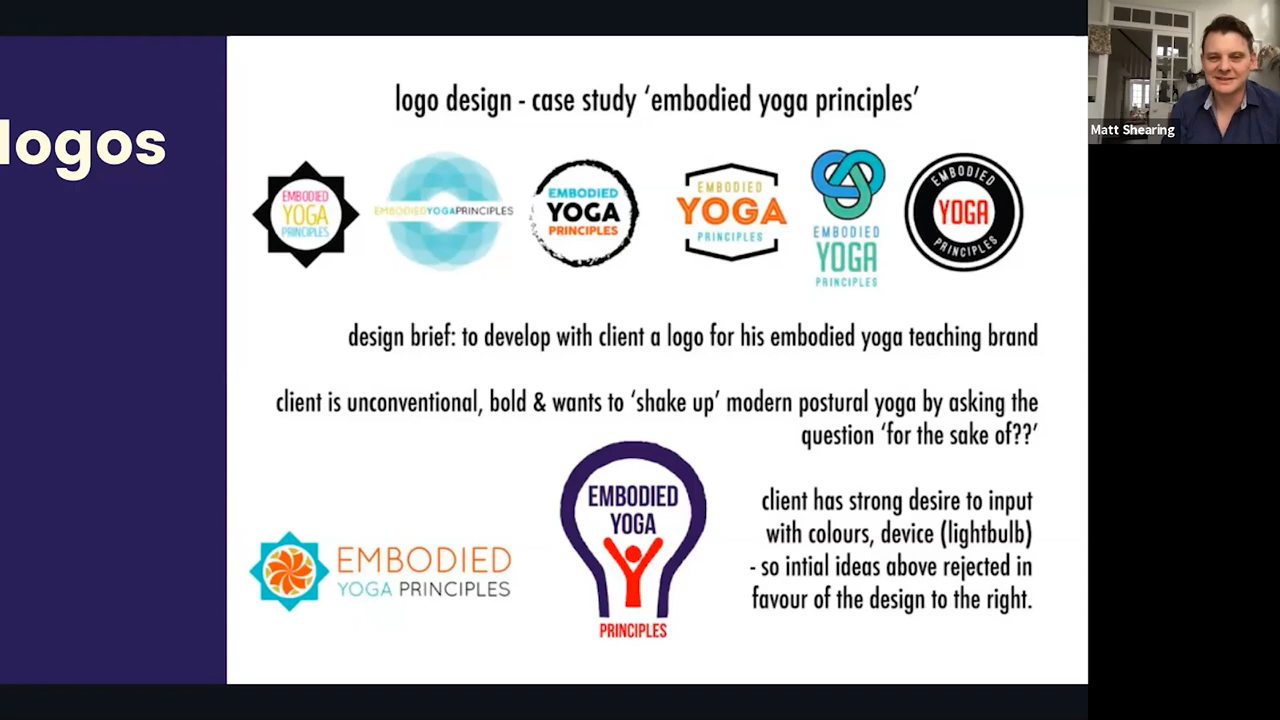 logos
logo design - case study ‘embodied yoga principles’
EMBODIED
YOGA
PRINCIPLES
EMBODIEDYOGAPRINCIPLES
EMBODIED
YOGA
PRINCIPLES
EMBODIED
YOGA
PRINCIPLES
EMBODIED
YOGA
PRINCIPLES
EMBODIED
YOGA
PRINCIPLES
design brief: to develop with client a logo for his embodied yoga teaching brand
client is unconventional, bold & wants to ‘shake up’ modern postural yoga by asking the
question ‘for the sake of??’
EMBODIED
YOGA PRINCIPLES
EMBODIED
YOGA
PRINCIPLES
client has strong desire to input
with colours, device (lightbulb)
- so intial ideas above rejected in
favour of the design to the right.
Matt Shearing